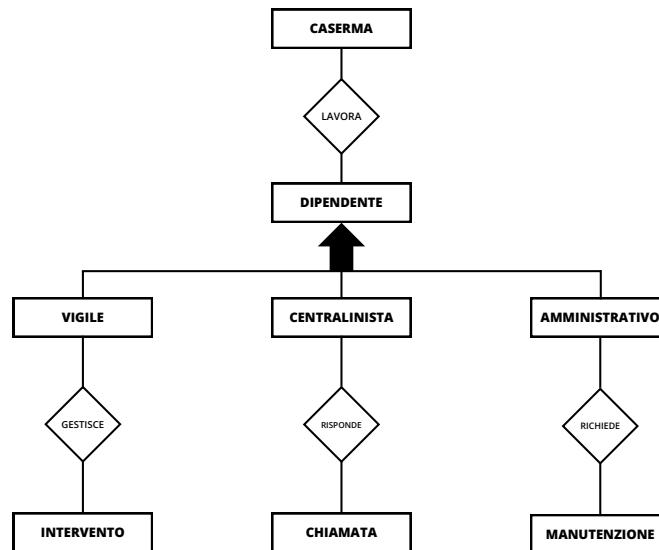 CASERMA
LAVORA
DIPENDENTE
VIGILE
CENTRALINISTA
AMMINISTRATIVO
GESTISCE
RISPONDE
RICHIEDE
INTERVENTO
CHIAMATA
MANUTENZIONE